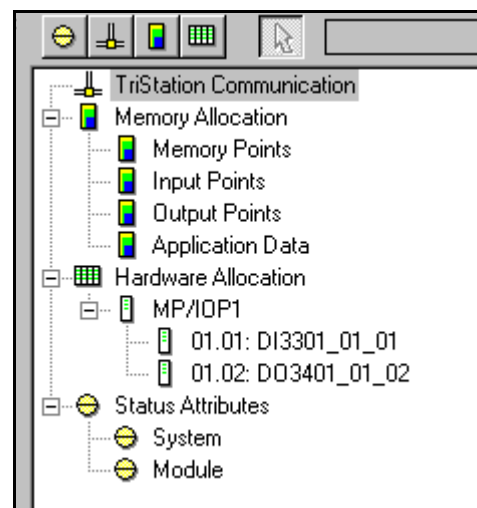 TriStation Communication
Memory Allocation
Memory Points
Input Points
Output Points
Application Data
Hardware Allocation
MP/IOP1
01.01: DI3301_01_01
01.02: DO3401_01_02
Status Attributes
System
Module